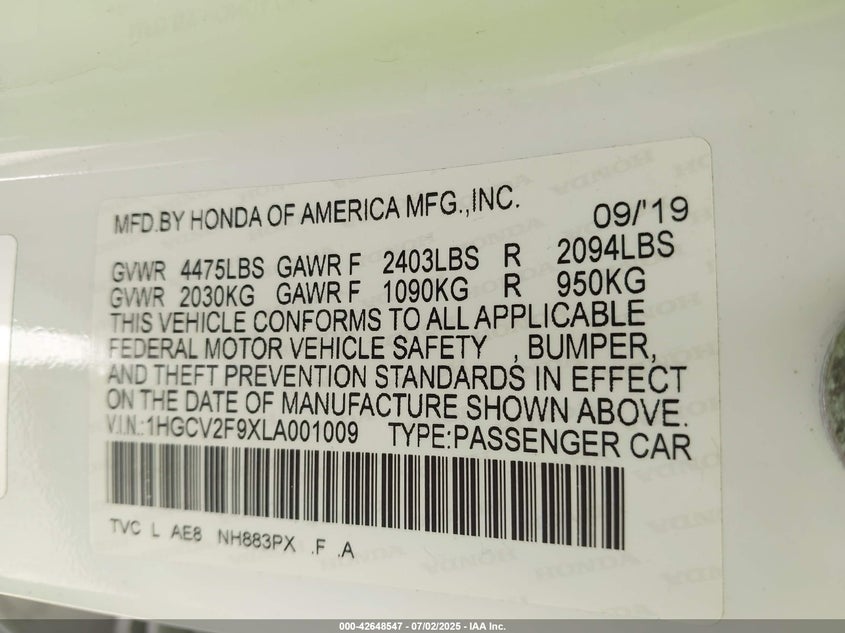 MFD.BY HONDA OF AMERICA MFG.,INC. 09/'19
GVWR 4475LBS GAWR F 2403LBS R 2094LBS
GVWR 2030KG GAWR F 1090KG R 950KG
THIS VEHICLE CONFORMS TO ALL APPLICABLE
FEDERAL MOTOR VEHICLE SAFETY , BUMPER,
AND THEFT PREVENTION STANDARDS IN EFFECT
ON THE DATE OF MANUFACTURE SHOWN ABOVE.
V.I.N.:1HGCV2F9XLA001009 TYPE:PASSENGER CAR
TVC L AE8 NH883PX .F .A
000-42648547 / 07/02/2025 - IAA Inc.